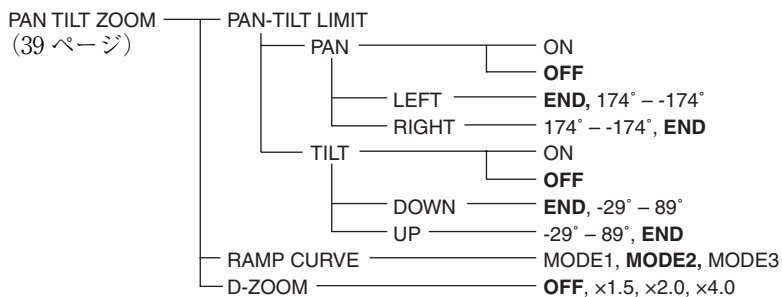 PAN TILT ZOOM PAN-TILT LIMIT
(39 ページ) PAN ON
OFF
LEFT END, 174˚ – -174˚
RIGHT 174˚ – -174˚, END
TILT ON
OFF
DOWN END, -29˚ – 89˚
UP -29˚ – 89˚, END
RAMP CURVE MODE1, MODE2, MODE3
D-ZOOM OFF, ×1.5, ×2.0, ×4.0